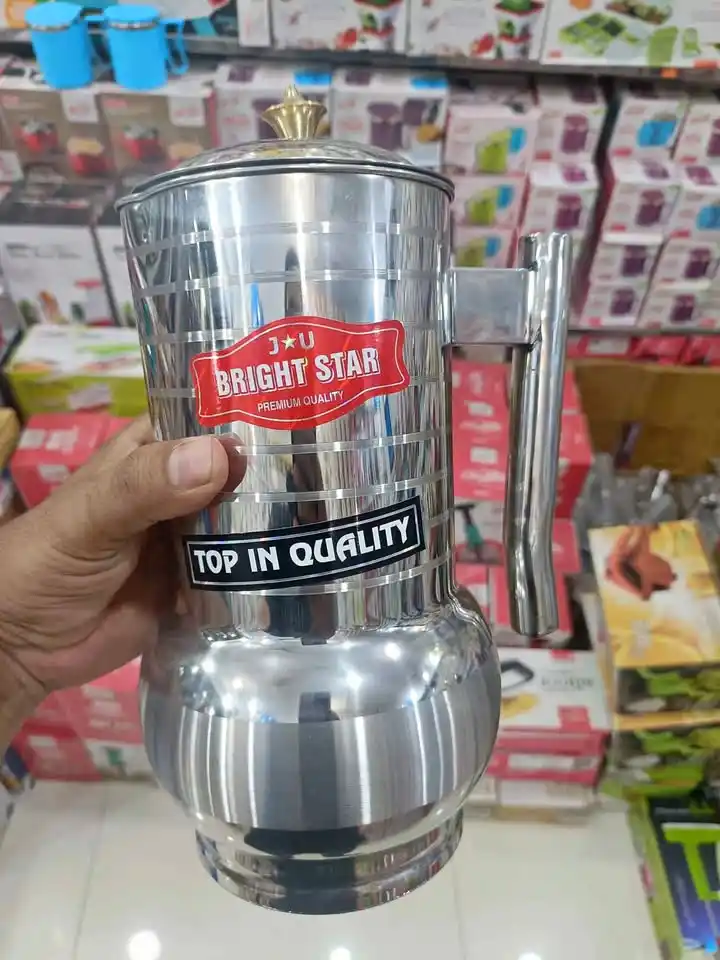 J★U
BRIGHT STAR
PREMIUM QUALITY
TOP IN QUALITY